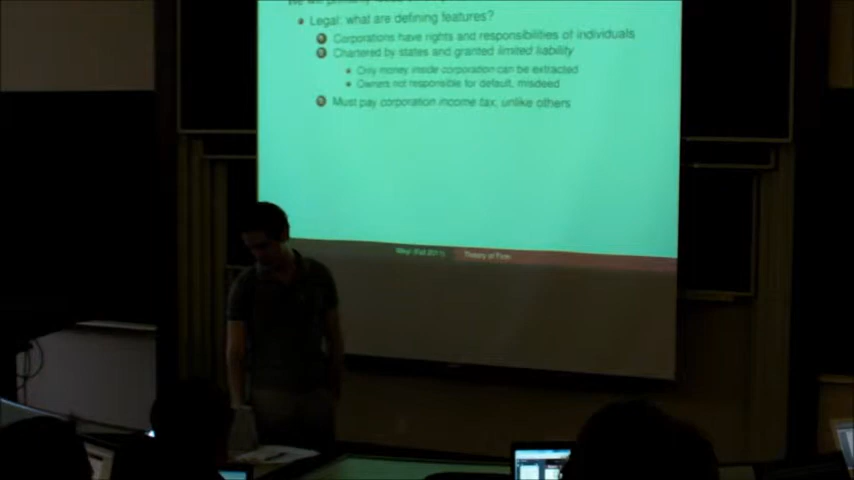 Legal: what are defining features?
Corporations have rights and responsibilities of individuals
Chartered by states and granted limited liability
Only money inside corporation can be extracted
Owners not responsible for default, misdeed
Must pay corporation income tax, unlike others
(Fall 2011) Theory of Firm